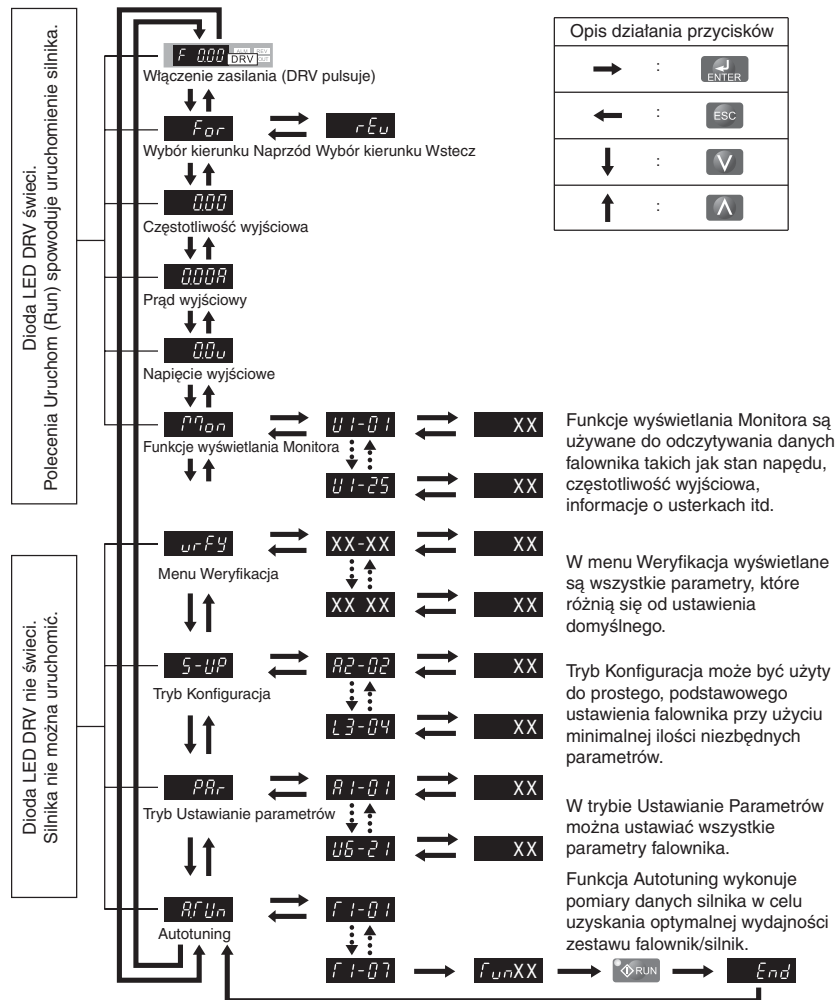 Opis działania przycisków
: ENTER
: ESC
:
:
Dioda LED DRV świeci.
Polecenia Uruchom (Run) spowoduje uruchomienie silnika.
F 0.00 ALM REV DRV OUT
Włączenie zasilania (DRV pulsuje)
For rEv
Wybór kierunku Naprzód Wybór kierunku Wstecz
0.00
Częstotliwość wyjściowa
0.00A
Prąd wyjściowy
0.0v
Napięcie wyjściowe
Mon U1-01 XX
Funkcje wyświetlania Monitora
U1-25 XX
Funkcje wyświetlania Monitora są
używane do odczytywania danych
falownika takich jak stan napędu,
częstotliwość wyjściowa,
informacje o usterkach itd.
Dioda LED DRV nie świeci.
Silnika nie można uruchomić.
vrFY XX-XX XX
Menu Weryfikacja
XX XX XX
W menu Weryfikacja wyświetlane
są wszystkie parametry, które
różnią się od ustawienia
domyślnego.
S-UP A2-02 XX
Tryb Konfiguracja
L3-04 XX
Tryb Konfiguracja może być użyty
do prostego, podstawowego
ustawienia falownika przy użyciu
minimalnej ilości niezbędnych
parametrów.
PAr A1-01 XX
Tryb Ustawianie parametrów
U6-21 XX
W trybie Ustawianie Parametrów
można ustawiać wszystkie
parametry falownika.
A.TUn T1-01
Autotuning
T1-07 TunXX RUN End
Funkcja Autotuning wykonuje
pomiary danych silnika w celu
uzyskania optymalnej wydajności
zestawu falownik/silnik.